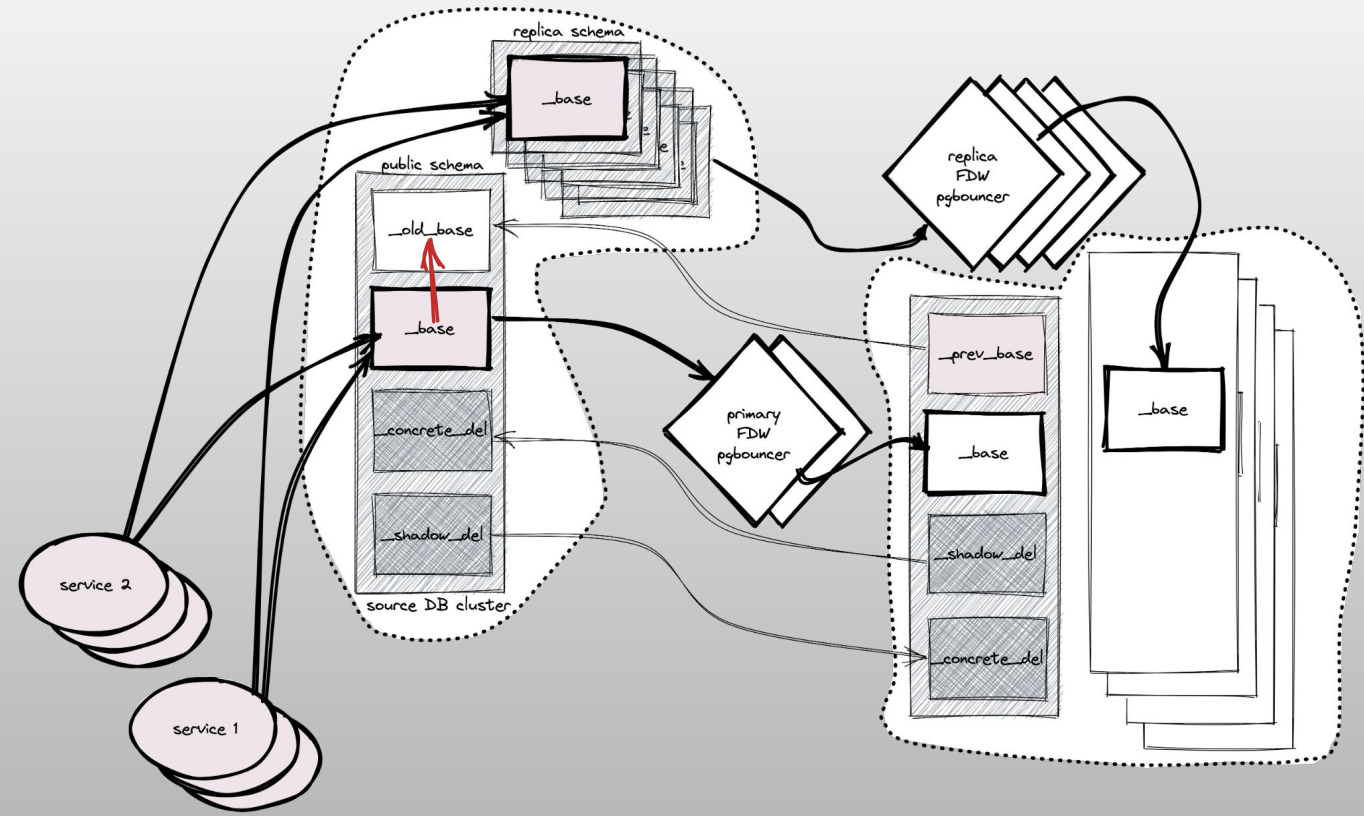 replica schema
_base
e
public schema
_old_base
_base
_concrete_del
_shadow_del
source DB cluster
service 2
service 1
replica
FDW
pgbouncer
primary
FDW
pgbouncer
_prev_base
_base
_shadow_del
_concrete_del
_base